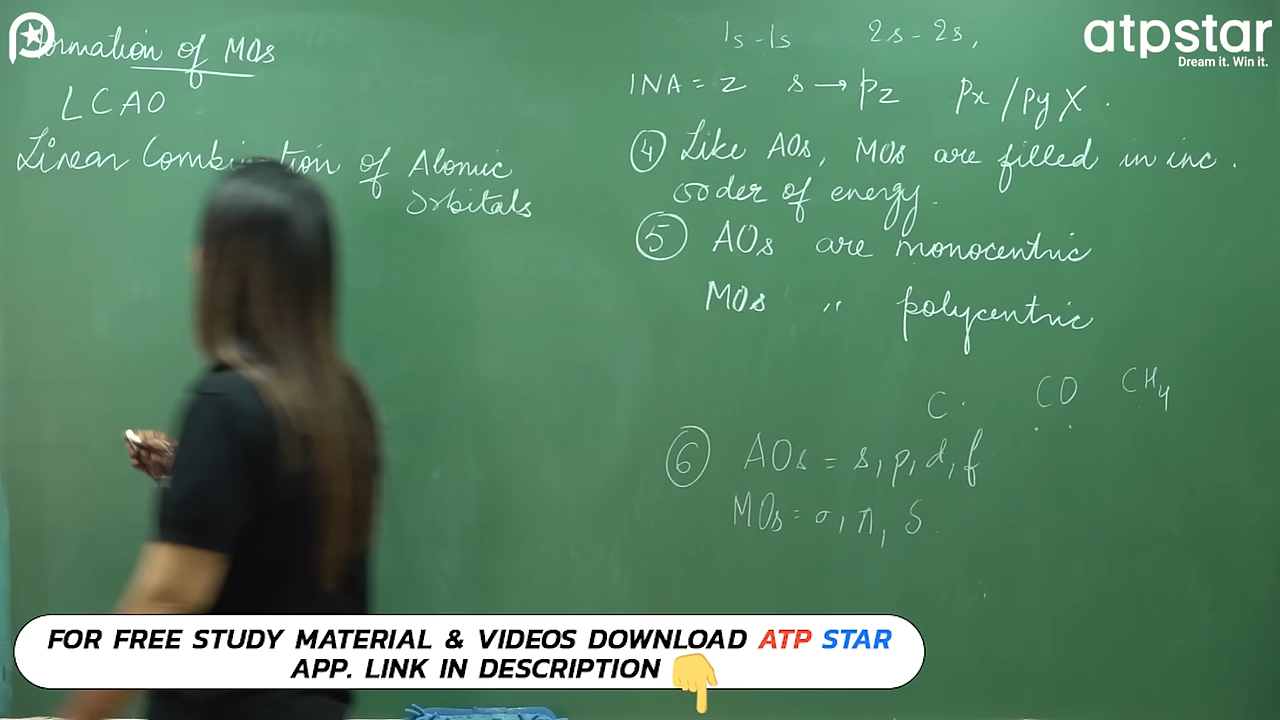 Formation of MOs
LCAO
Linear Combination of Atomic
orbitals
1s-1s 2s-2s,
INA = z s → pz px/py X.
④ Like AOs, MOs are filled in inc.
order of energy.
⑤ AOs are monocentric
MOs " polycentric
C. CO CH4
⑥ AOs = s, p, d, f
MOs = σ, π, δ
atpstar
Dream it. Win it.
FOR FREE STUDY MATERIAL & VIDEOS DOWNLOAD ATP STAR
APP. LINK IN DESCRIPTION